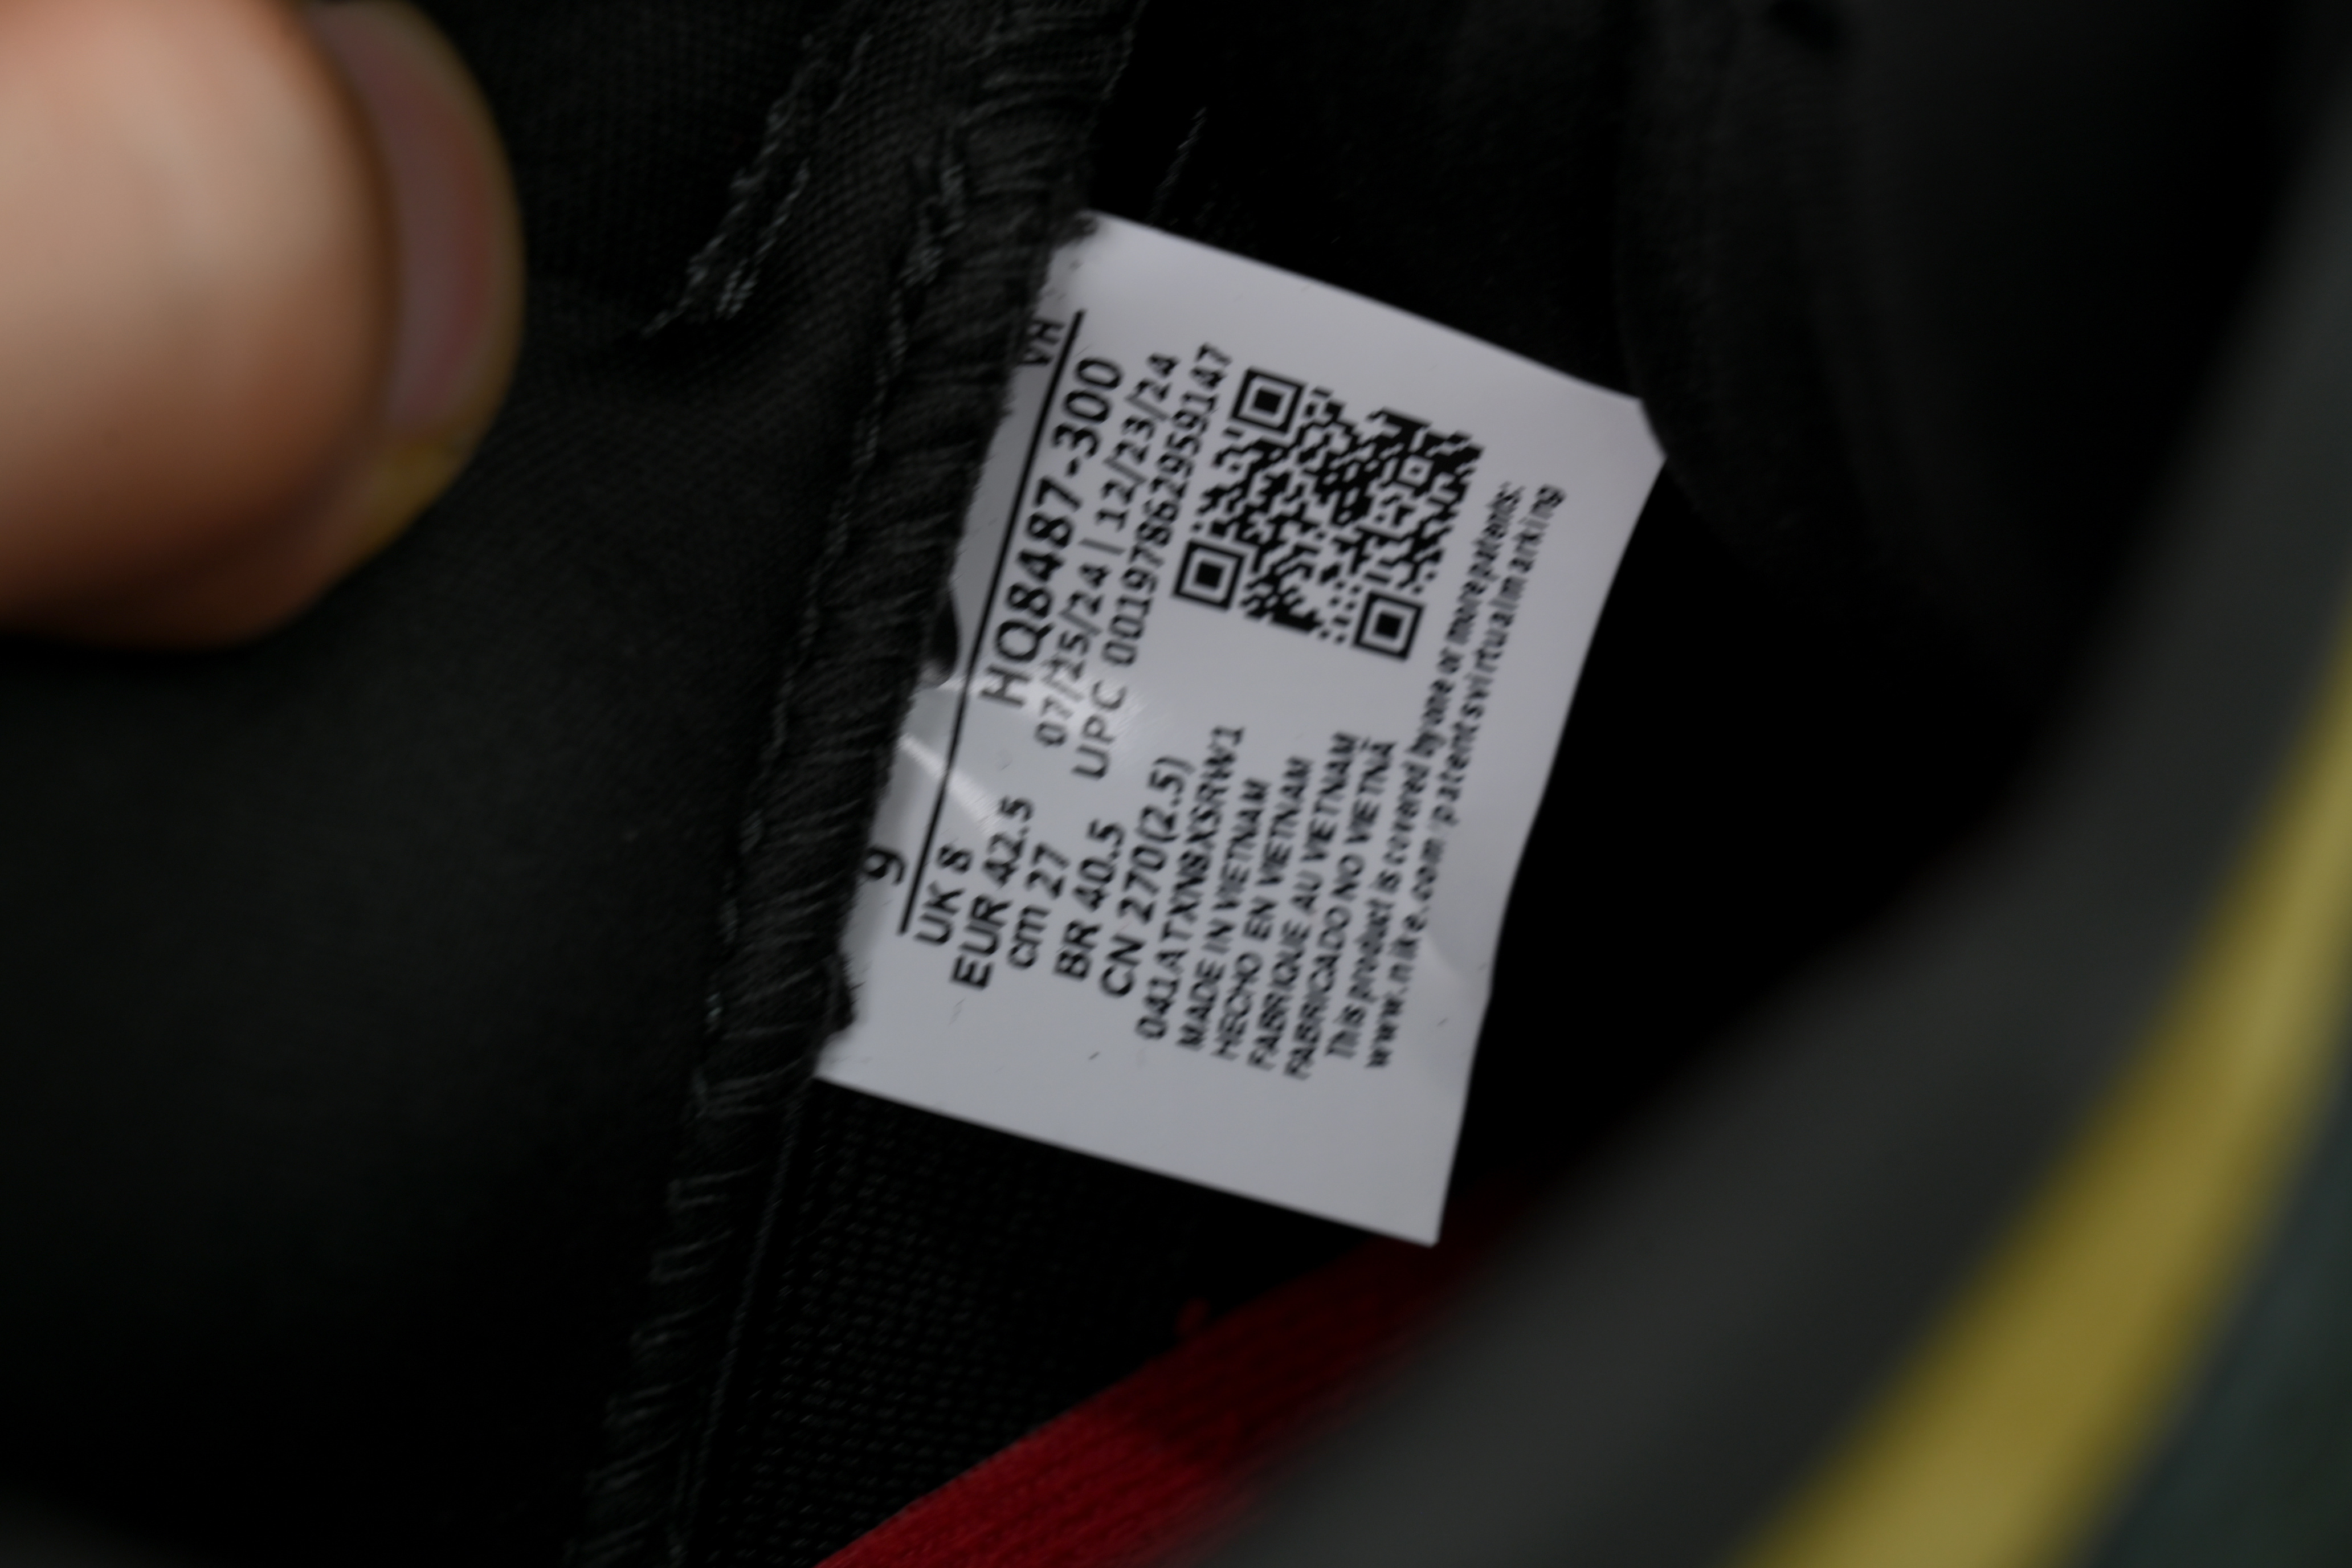 9 VH
UK 8
EUR 42.5
cm 27
BR 40.5
CN 270(2.5)
HQ8487-300
07/25/24 | 12/23/24
UPC 00197862959147
041ATXXN8XSRW1
MADE IN VIETNAM
HECHO EN VIETNAM
FABRIQUE AU VIETNAM
FABRICADO NO VIETNÃ
This product is covered by one or more patents:
www.nike.com/patentsvirtualmarking